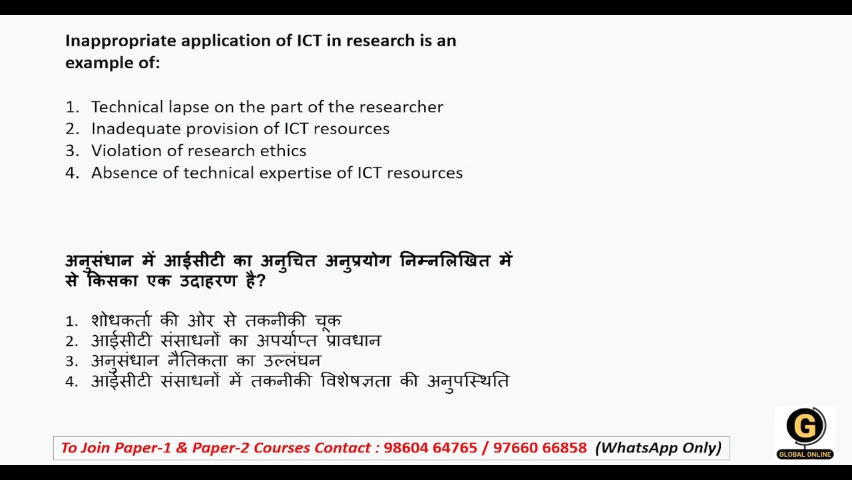 Inappropriate application of ICT in research is an
example of:
1. Technical lapse on the part of the researcher
2. Inadequate provision of ICT resources
3. Violation of research ethics
4. Absence of technical expertise of ICT resources
अनुसंधान में आईसीटी का अनुचित अनुप्रयोग निम्नलिखित में
से किसका एक उदाहरण है?
1. शोधकर्ता की ओर से तकनीकी चूक
2. आईसीटी संसाधनों का अपर्याप्त प्रावधान
3. अनुसंधान नैतिकता का उल्लंघन
4. आईसीटी संसाधनों में तकनीकी विशेषज्ञता की अनुपस्थिति
To Join Paper-1 & Paper-2 Courses Contact : 98604 64765 / 97660 66858 (WhatsApp Only)
G
GLOBAL ONLINE